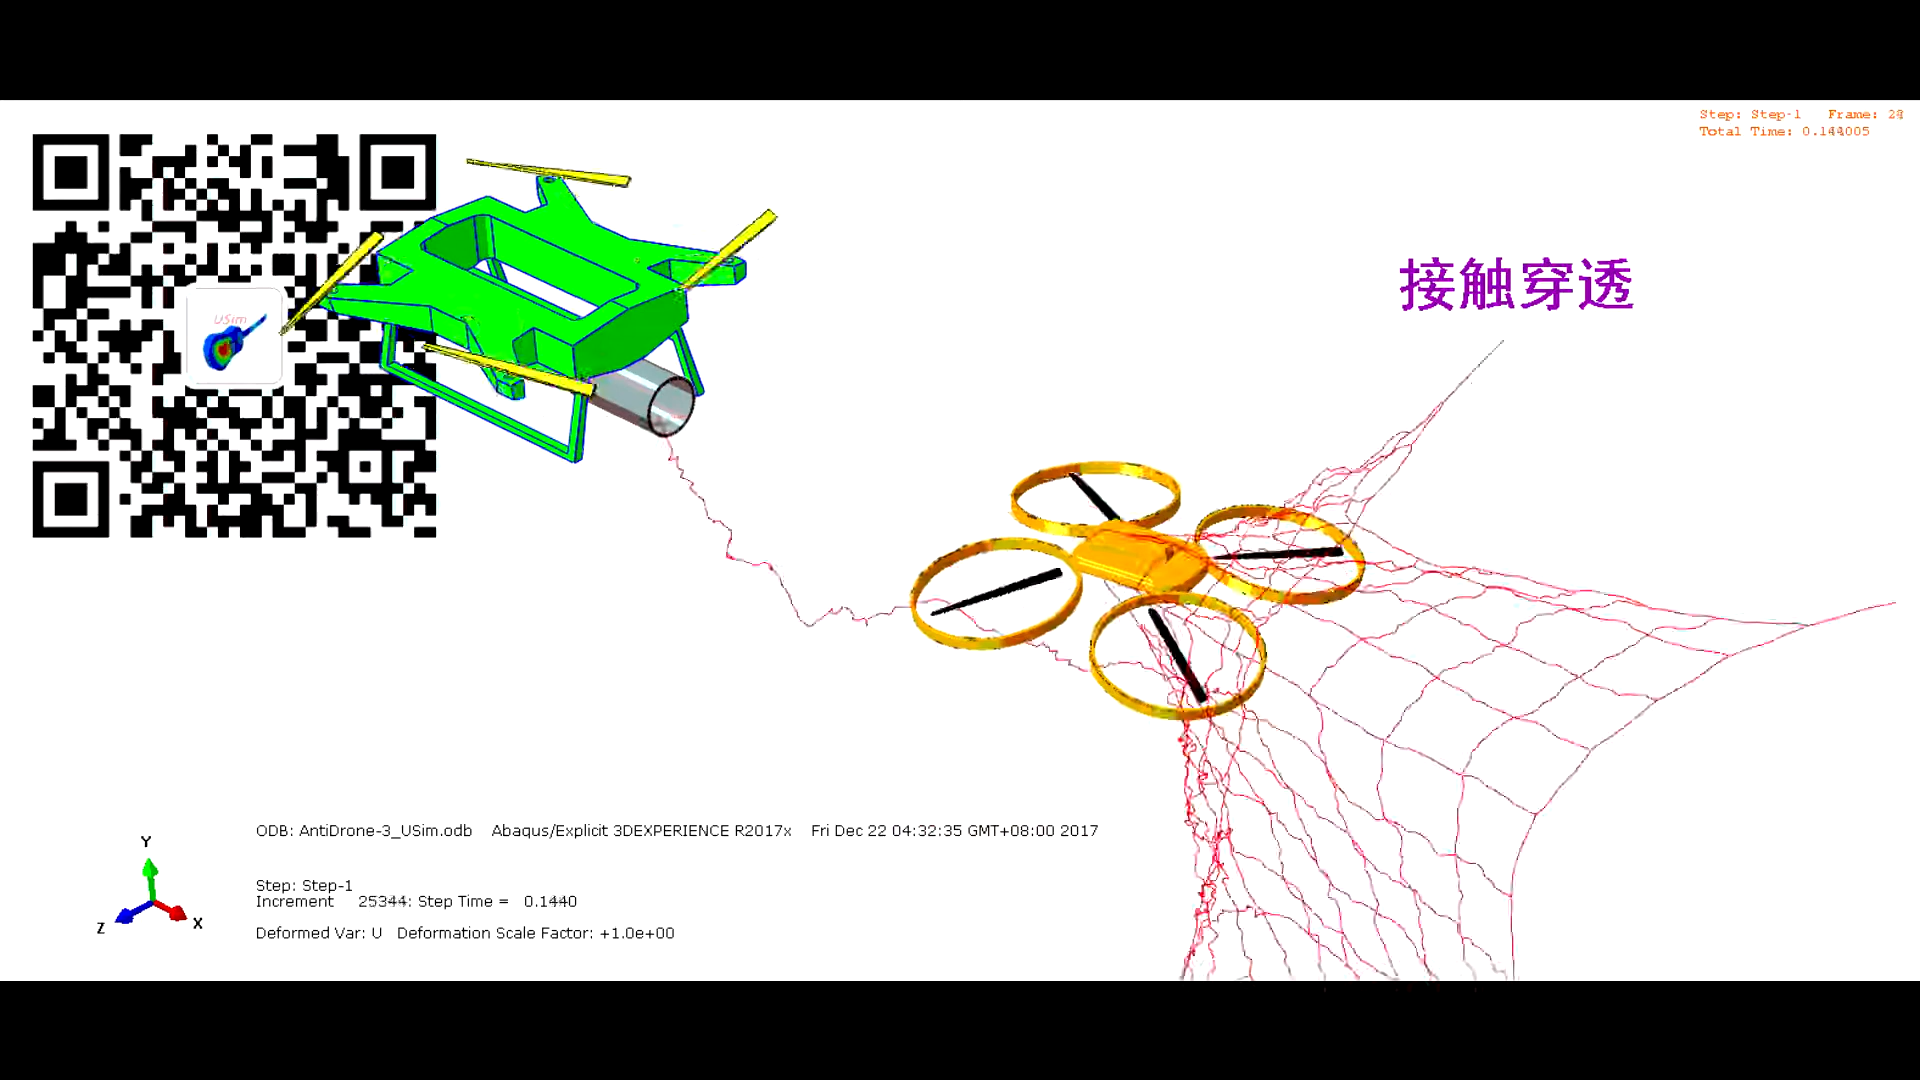 Step: Step-1 Frame:
Total Time: 0.144005
接触穿透
USim
ODB: AntiDrone-3_USim.odb Abaqus/Explicit 3DEXPERIENCE R2017x Fri Dec 22 04:32:35 GMT+08:00 2017
Step: Step-1
Increment 25344: Step Time = 0.1440
Deformed Var: U Deformation Scale Factor: +1.0e+00
Y
Z
X